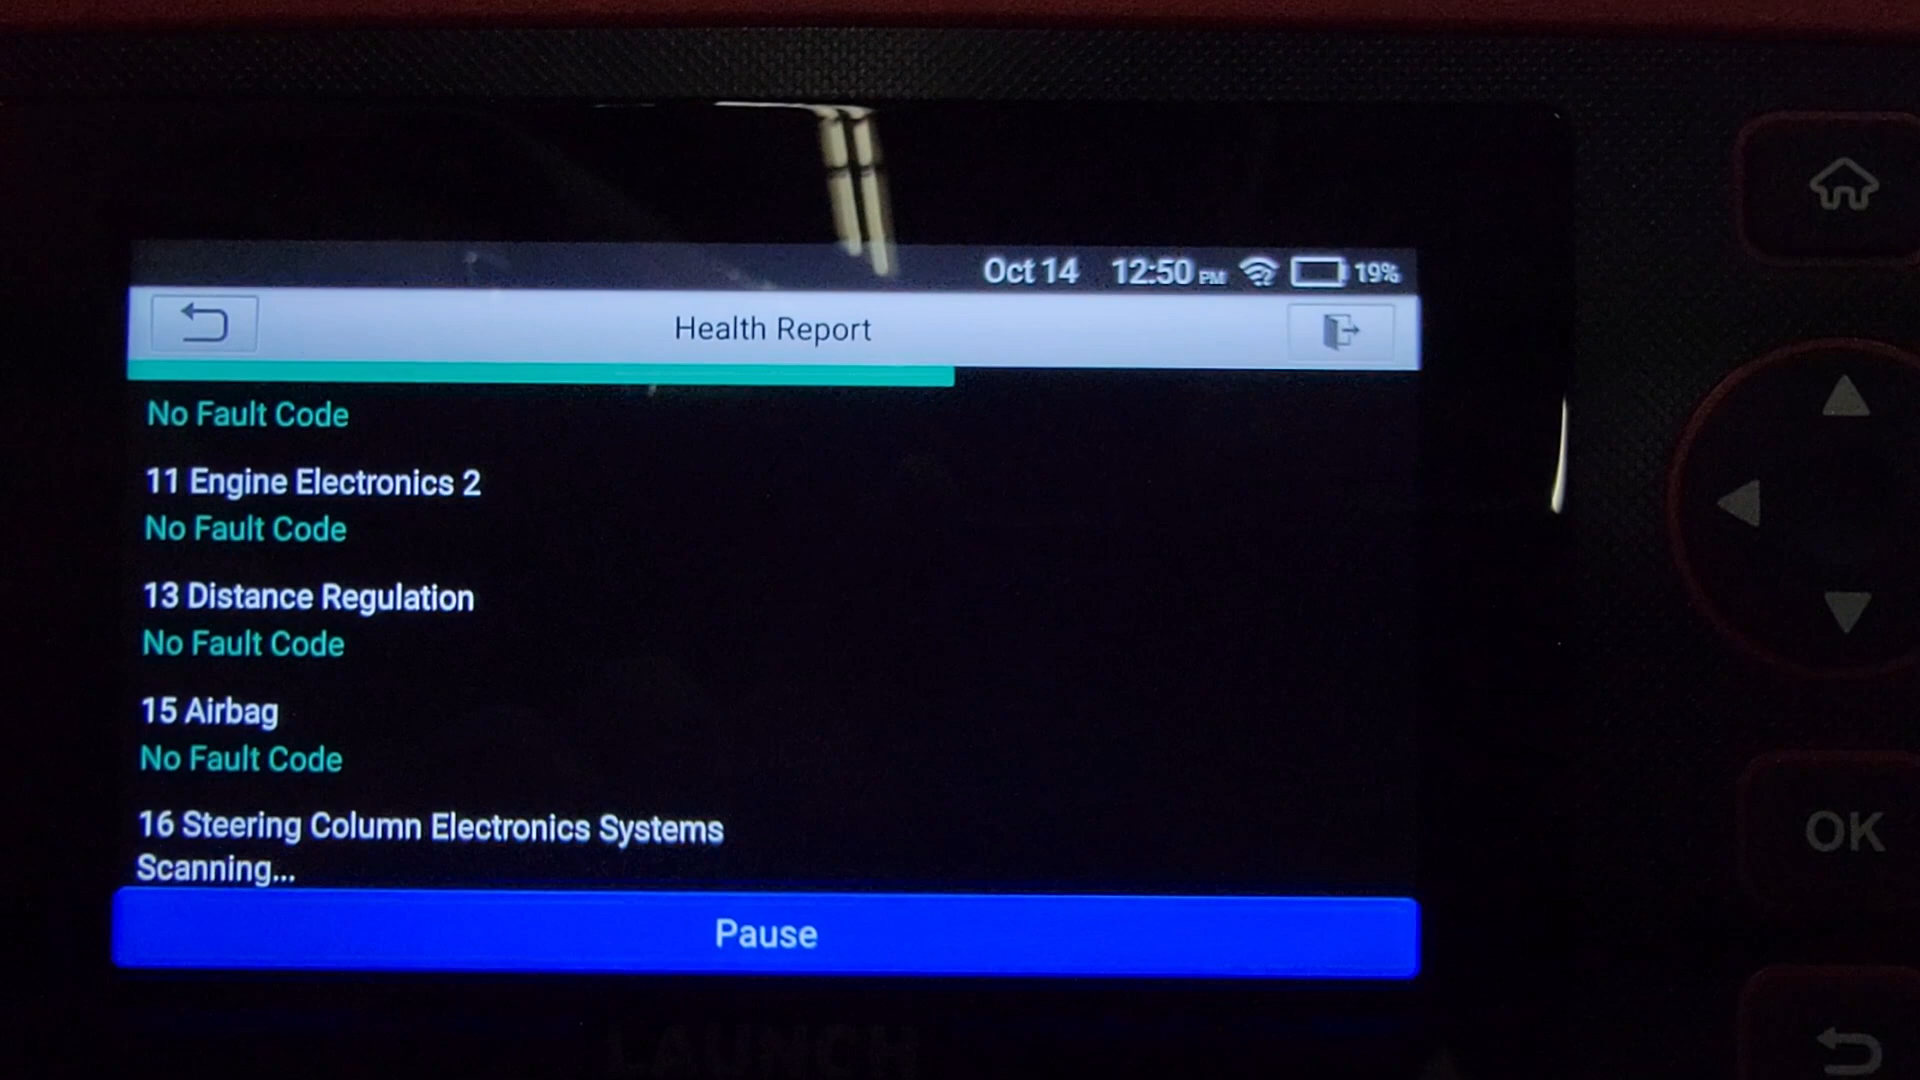 Oct 14 12:50 PM 19%
Health Report
No Fault Code
11 Engine Electronics 2
No Fault Code
13 Distance Regulation
No Fault Code
15 Airbag
No Fault Code
16 Steering Column Electronics Systems
Scanning...
Pause
LAUNCH
OK